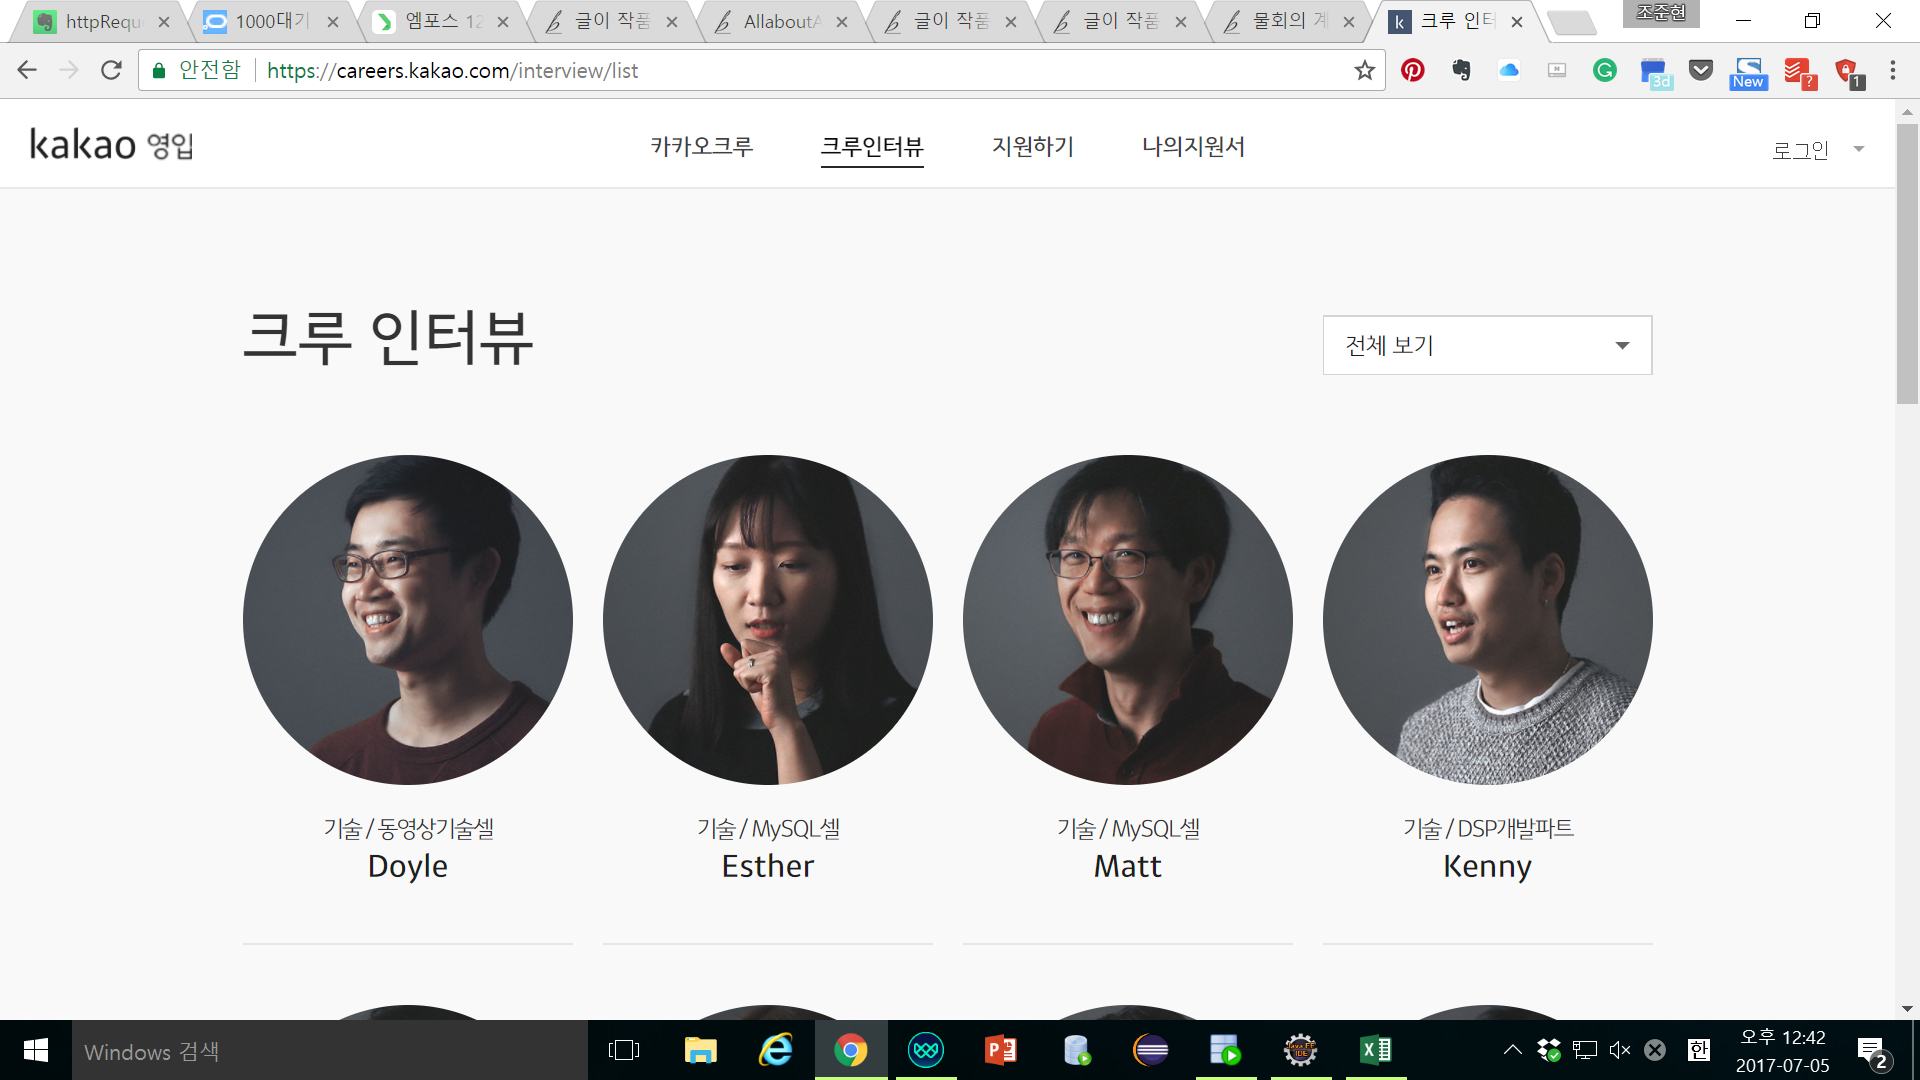 httpRequ
1000대기
엠포스 12
글이 작품
AllaboutA
글이 작품
글이 작품
물회의 계
크루 인터
조준현
안전함
https://careers.kakao.com/interview/list
3d
New
?
1
kakao 영입
카카오크루
크루인터뷰
지원하기
나의지원서
로그인
크루 인터뷰
전체 보기
기술 / 동영상기술셀
Doyle
기술 / MySQL셀
Esther
기술 / MySQL셀
Matt
기술 / DSP개발파트
Kenny
Windows 검색
한
오후 12:42
2017-07-05
2